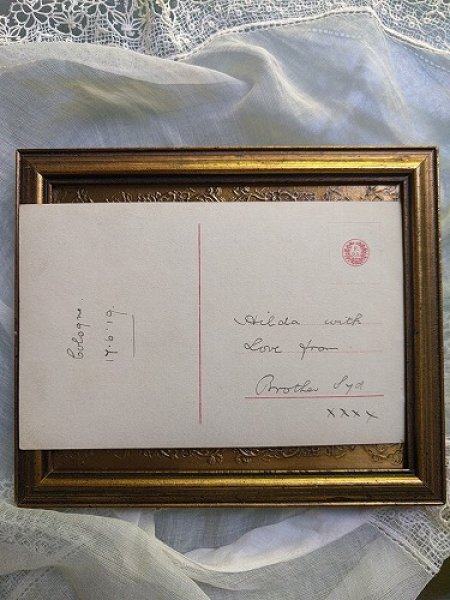 Cologne.
17.6.19.
Hilda with
Love from
Brother Syd
xxxx